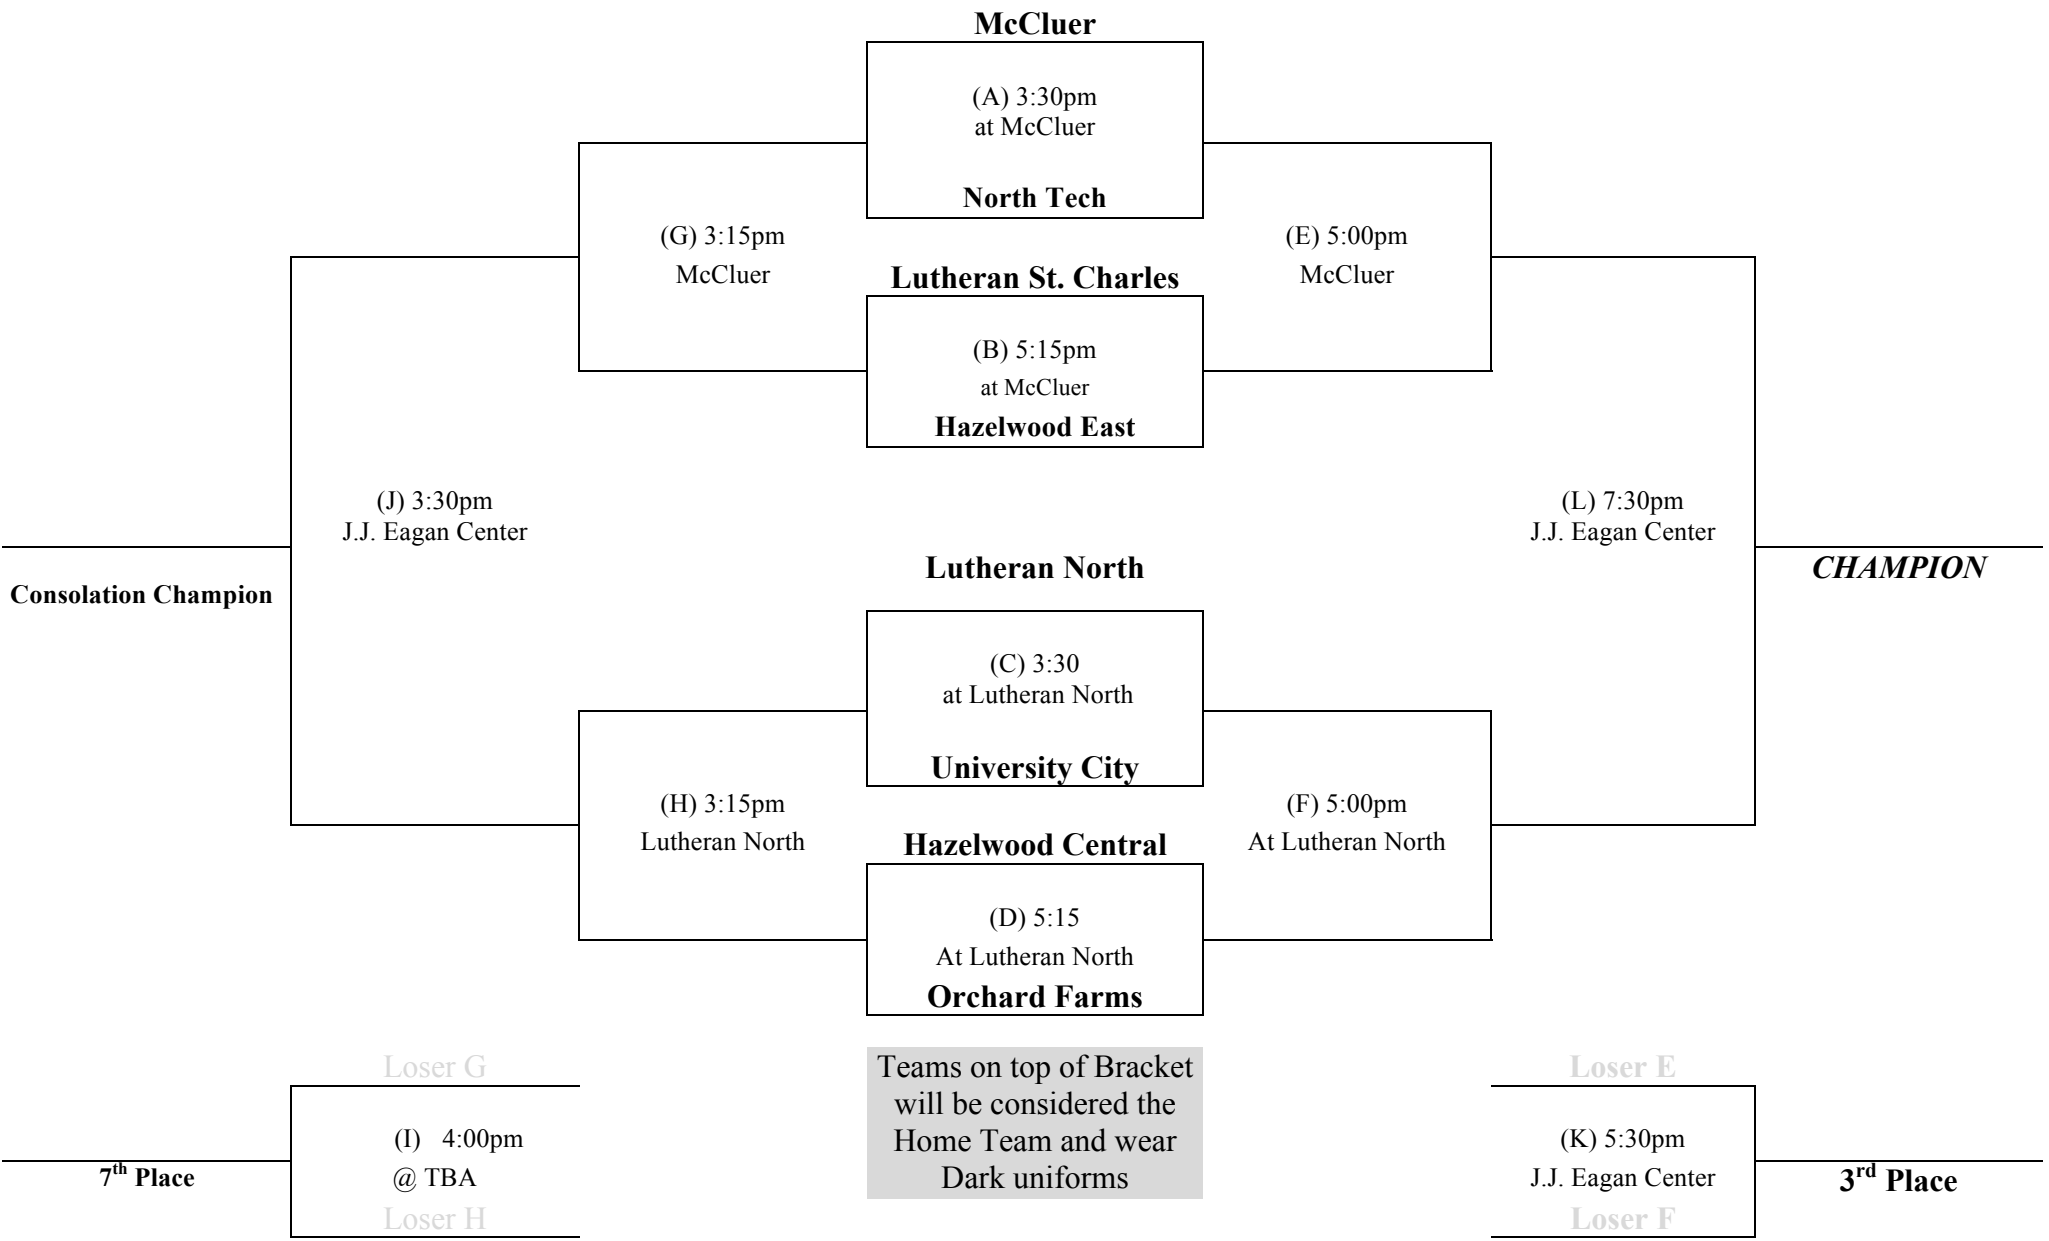 McCluer
(A) 3:30pm
at McCluer
North Tech
(G) 3:15pm
McCluer
(E) 5:00pm
McCluer
Lutheran St. Charles
(B) 5:15pm
at McCluer
Hazelwood East
(J) 3:30pm
J.J. Eagan Center
(L) 7:30pm
J.J. Eagan Center
Consolation Champion
Lutheran North
CHAMPION
(C) 3:30
at Lutheran North
University City
(H) 3:15pm
Lutheran North
(F) 5:00pm
At Lutheran North
Hazelwood Central
(D) 5:15
At Lutheran North
Orchard Farms
Loser G
(I) 4:00pm
@ TBA
Loser H
7th Place
Teams on top of Bracket
will be considered the
Home Team and wear
Dark uniforms
Loser E
(K) 5:30pm
J.J. Eagan Center
Loser F
3rd Place